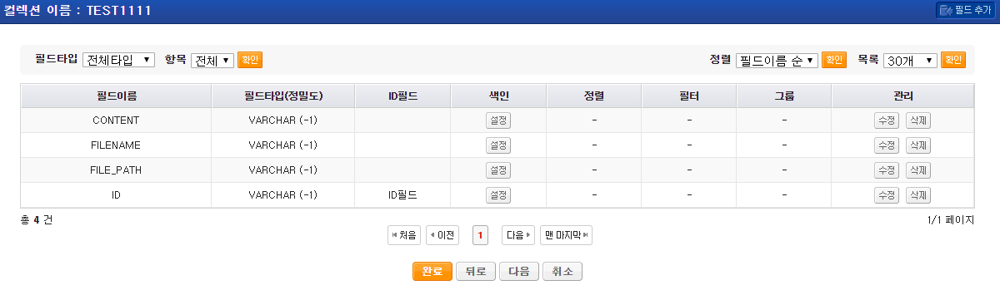 컬렉션 이름 : TEST1111 필드 추가
필드타입 전체타입 항목 전체 확인 정렬 필드이름 순 확인 목록 30개 확인
필드이름 필드타입(정밀도) ID필드 색인 정렬 필터 그룹 관리
CONTENT VARCHAR (-1) 설정 - - - 수정 삭제
FILENAME VARCHAR (-1) 설정 - - - 수정 삭제
FILE_PATH VARCHAR (-1) 설정 - - - 수정 삭제
ID VARCHAR (-1) ID필드 설정 - - - 수정 삭제
총 4 건 1/1 페이지
처음 이전 1 다음 맨 마지막
완료 뒤로 다음 취소